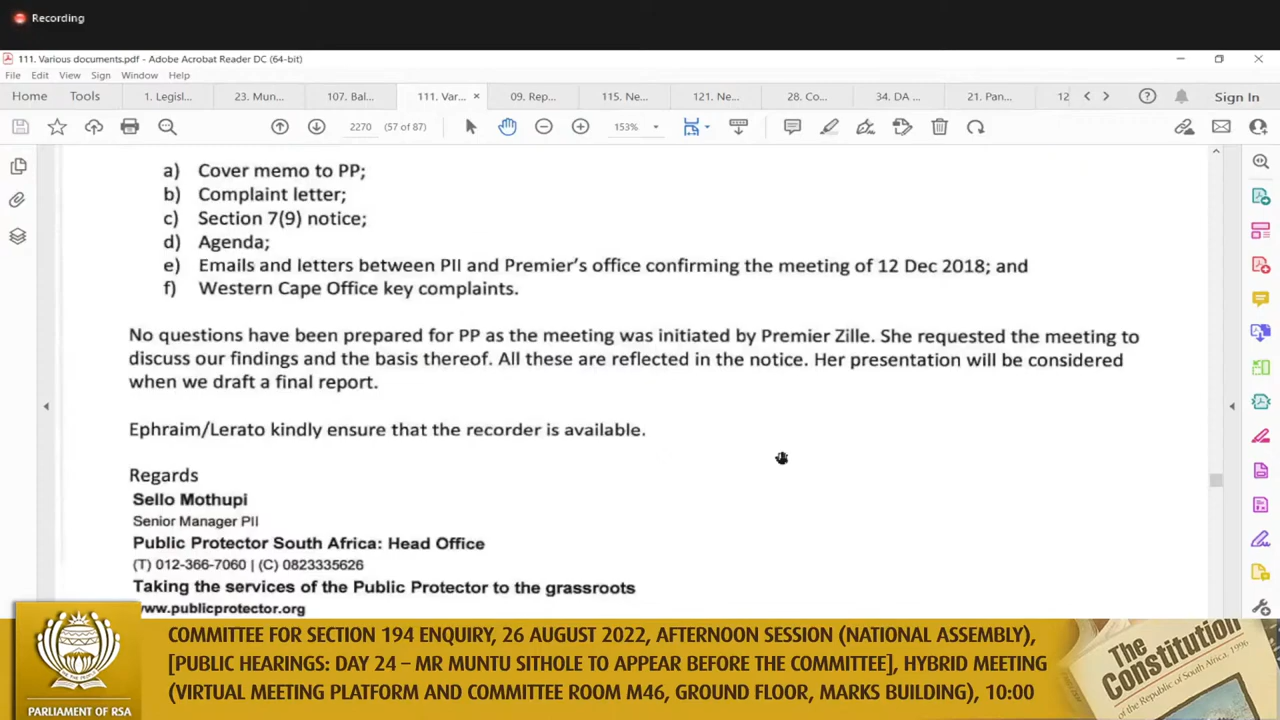 Recording
111. Various documents.pdf - Adobe Acrobat Reader DC (64-bit)
File Edit View Sign Window Help
Home Tools 1. Legisl... 23. Mun... 107. Bal... 111. Var... × 09. Rep... 115. Ne... 121. Ne... 28. Co... 34. DA ... 21. Pan... 12 Sign In
2270 (57 of 87) 153%
a) Cover memo to PP;
b) Complaint letter;
c) Section 7(9) notice;
d) Agenda;
e) Emails and letters between PII and Premier's office confirming the meeting of 12 Dec 2018; and
f) Western Cape Office key complaints.
No questions have been prepared for PP as the meeting was initiated by Premier Zille. She requested the meeting to
discuss our findings and the basis thereof. All these are reflected in the notice. Her presentation will be considered
when we draft a final report.
Ephraim/Lerato kindly ensure that the recorder is available.
Regards
Sello Mothupi
Senior Manager PII
Public Protector South Africa: Head Office
(T) 012-366-7060 | (C) 0823335626
Taking the services of the Public Protector to the grassroots
www.publicprotector.org
COMMITTEE FOR SECTION 194 ENQUIRY, 26 AUGUST 2022, AFTERNOON SESSION (NATIONAL ASSEMBLY),
[PUBLIC HEARINGS: DAY 24 – MR MUNTU SITHOLE TO APPEAR BEFORE THE COMMITTEE], HYBRID MEETING
(VIRTUAL MEETING PLATFORM AND COMMITTEE ROOM M46, GROUND FLOOR, MARKS BUILDING), 10:00
PARLIAMENT OF RSA
The
Constitution
of the Republic of South Africa, 1996